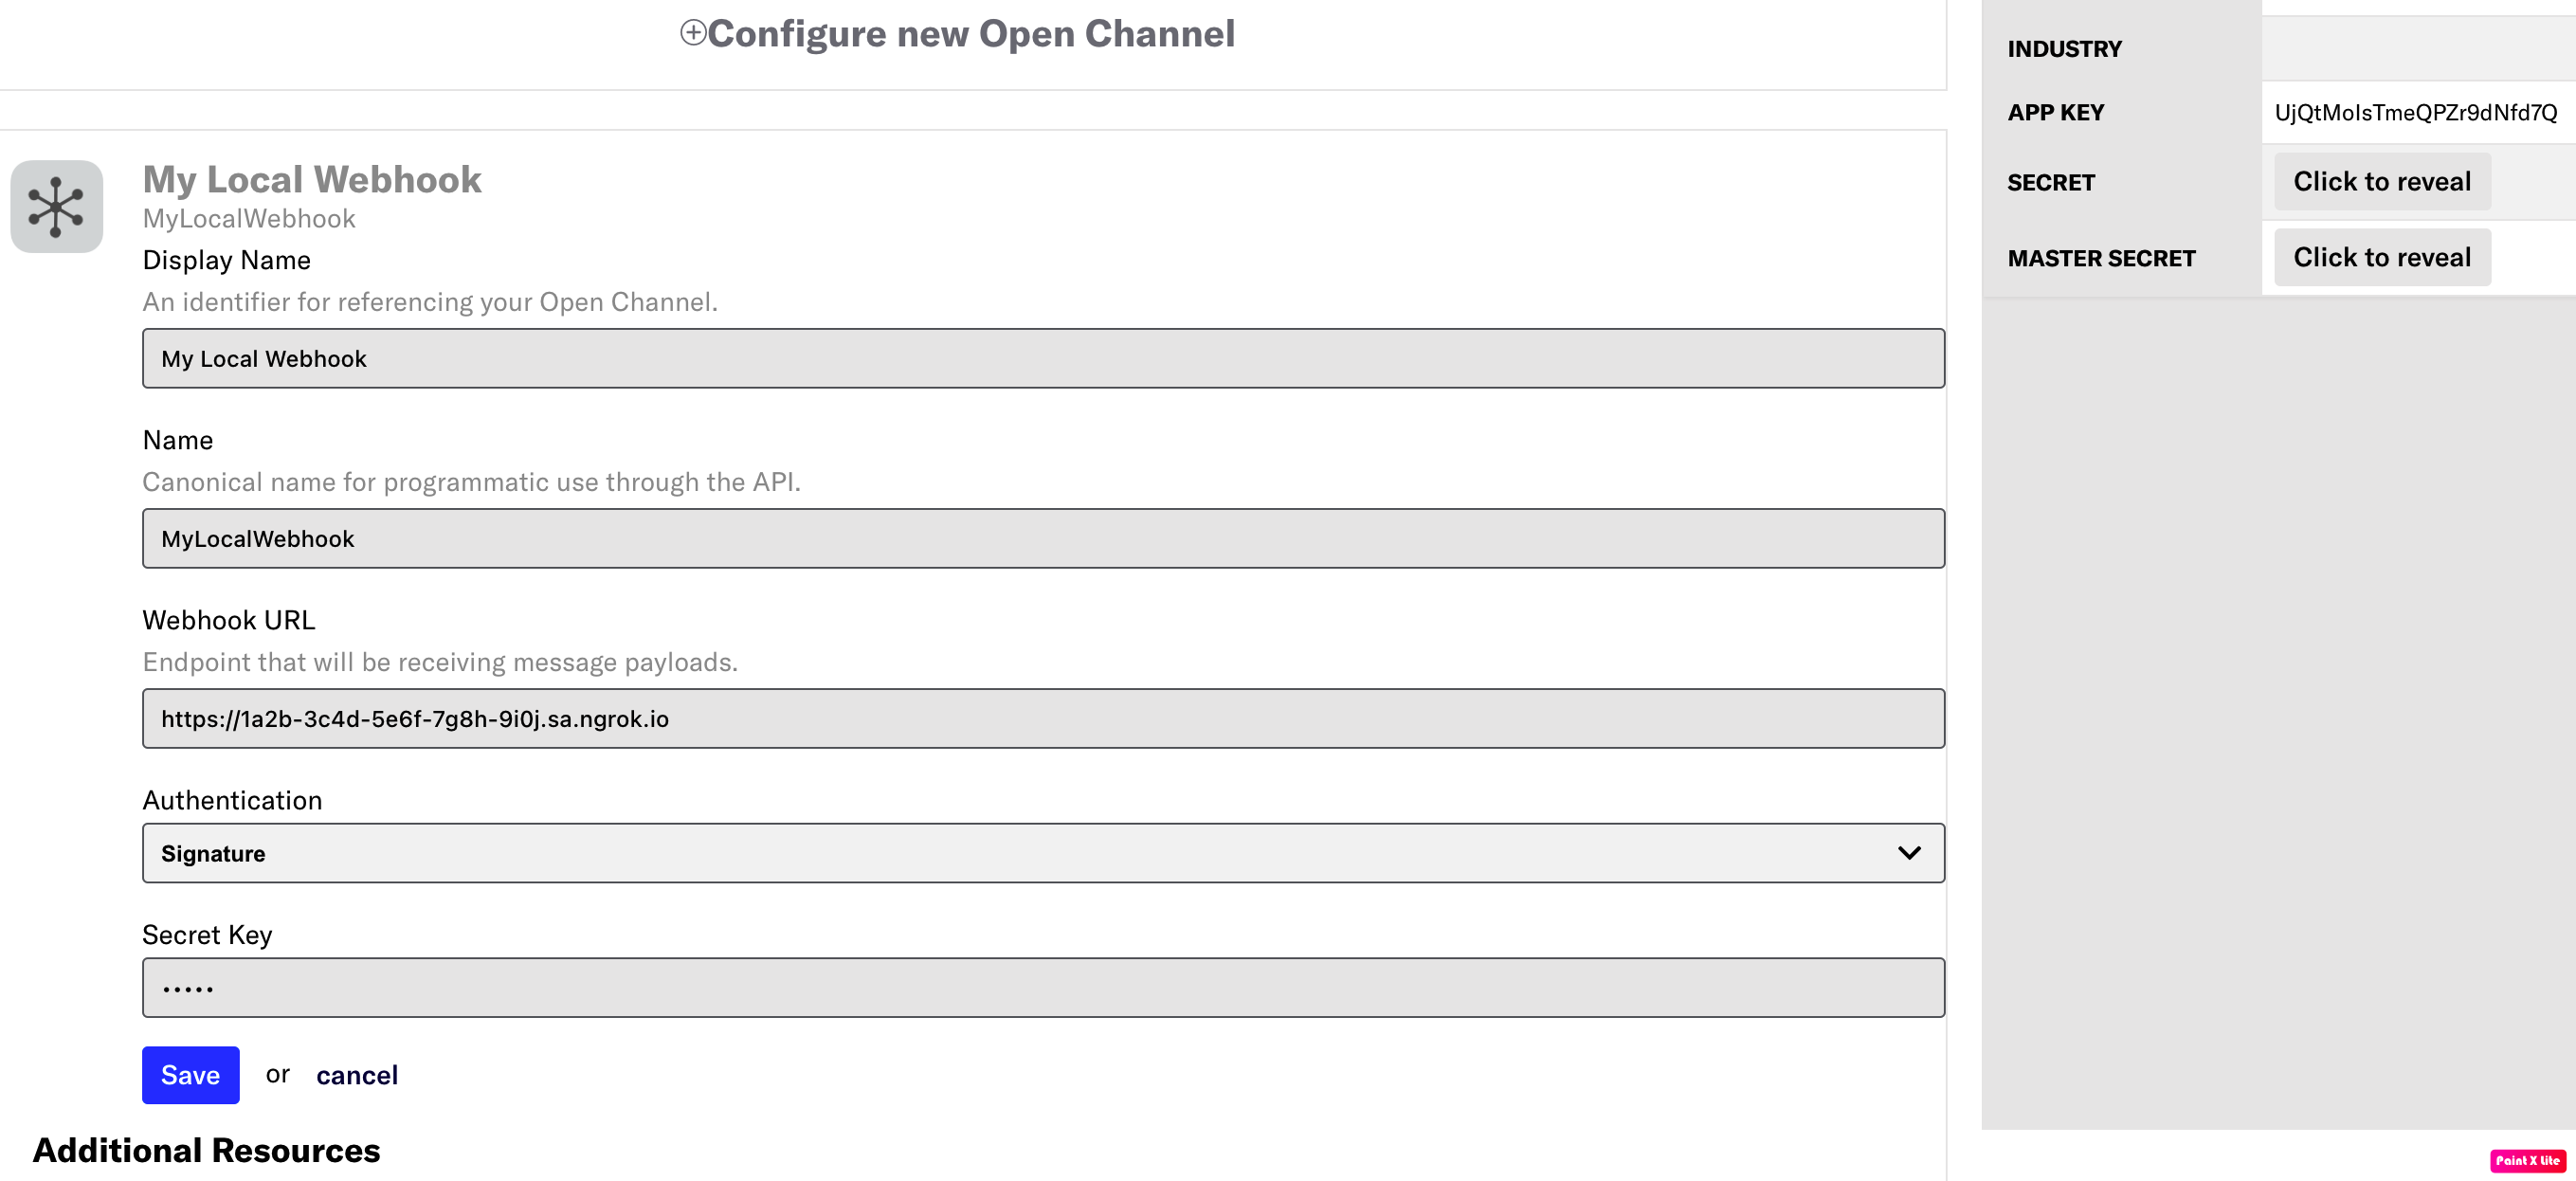 Configure new Open Channel
My Local Webhook
MyLocalWebhook
Display Name
An identifier for referencing your Open Channel.
My Local Webhook
Name
Canonical name for programmatic use through the API.
MyLocalWebhook
Webhook URL
Endpoint that will be receiving message payloads.
https://1a2b-3c4d-5e6f-7g8h-9i0j.sa.ngrok.io
Authentication
Signature
Secret Key
•••••
Save or cancel
Additional Resources
INDUSTRY
APP KEY UjQtMoIsTmeQPZr9dNfd7Q
SECRET Click to reveal
MASTER SECRET Click to reveal
Paint X Lite